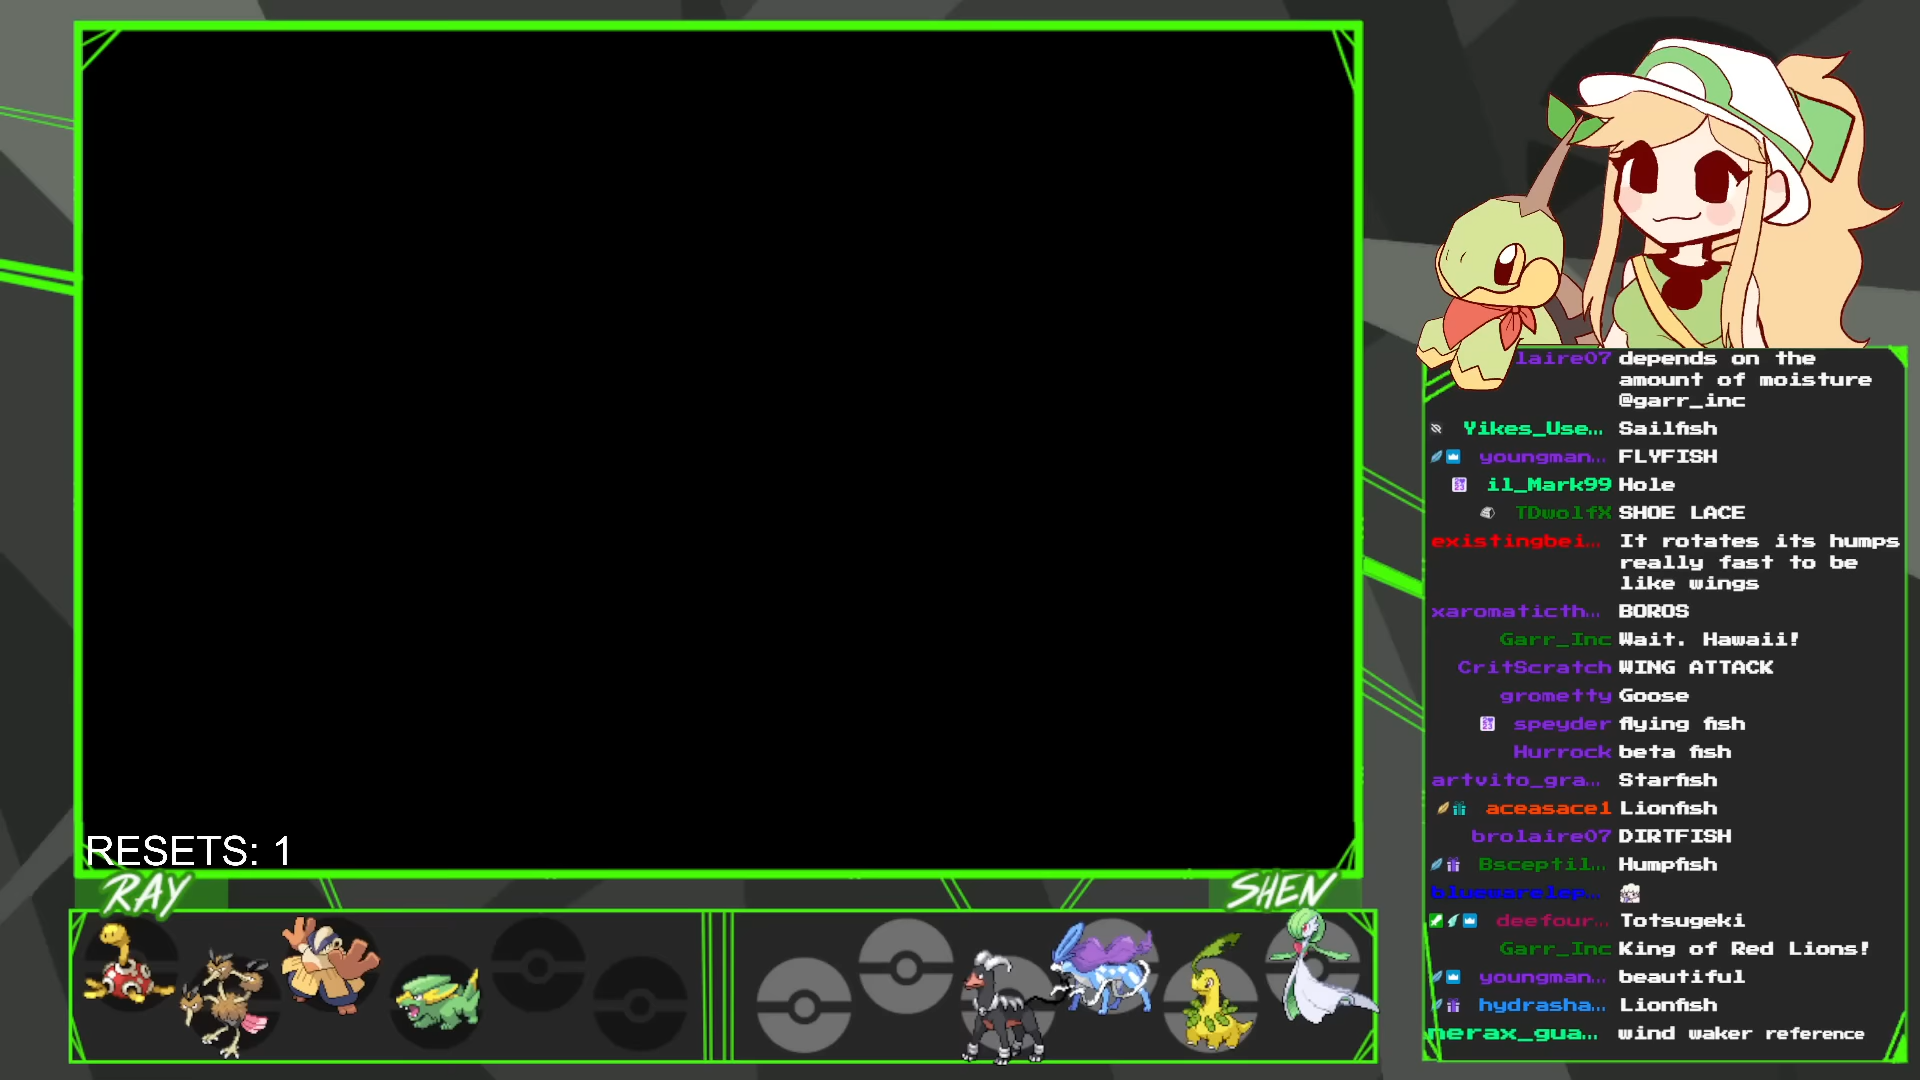 laire07 depends on the
amount of moisture
@garr_inc
Yikes_Use... Sailfish
youngman... FLYFISH
il_Mark99 Hole
TDwolfX SHOE LACE
existingbei... It rotates its humps
really fast to be
like wings
xaromaticth... BOROS
Garr_Inc Wait. Hawaii!
CritScratch WING ATTACK
grometty Goose
speyder flying fish
Hurrock beta fish
artvito_gra... Starfish
aceasace1 Lionfish
brolaire07 DIRTFISH
Bsceptil... Humpfish
bluewarelep...
deefour... Totsugeki
Garr_Inc King of Red Lions!
youngman... beautiful
hydrasha... Lionfish
nerax_gua... wind waker reference
RESETS: 1
RAY
SHEN